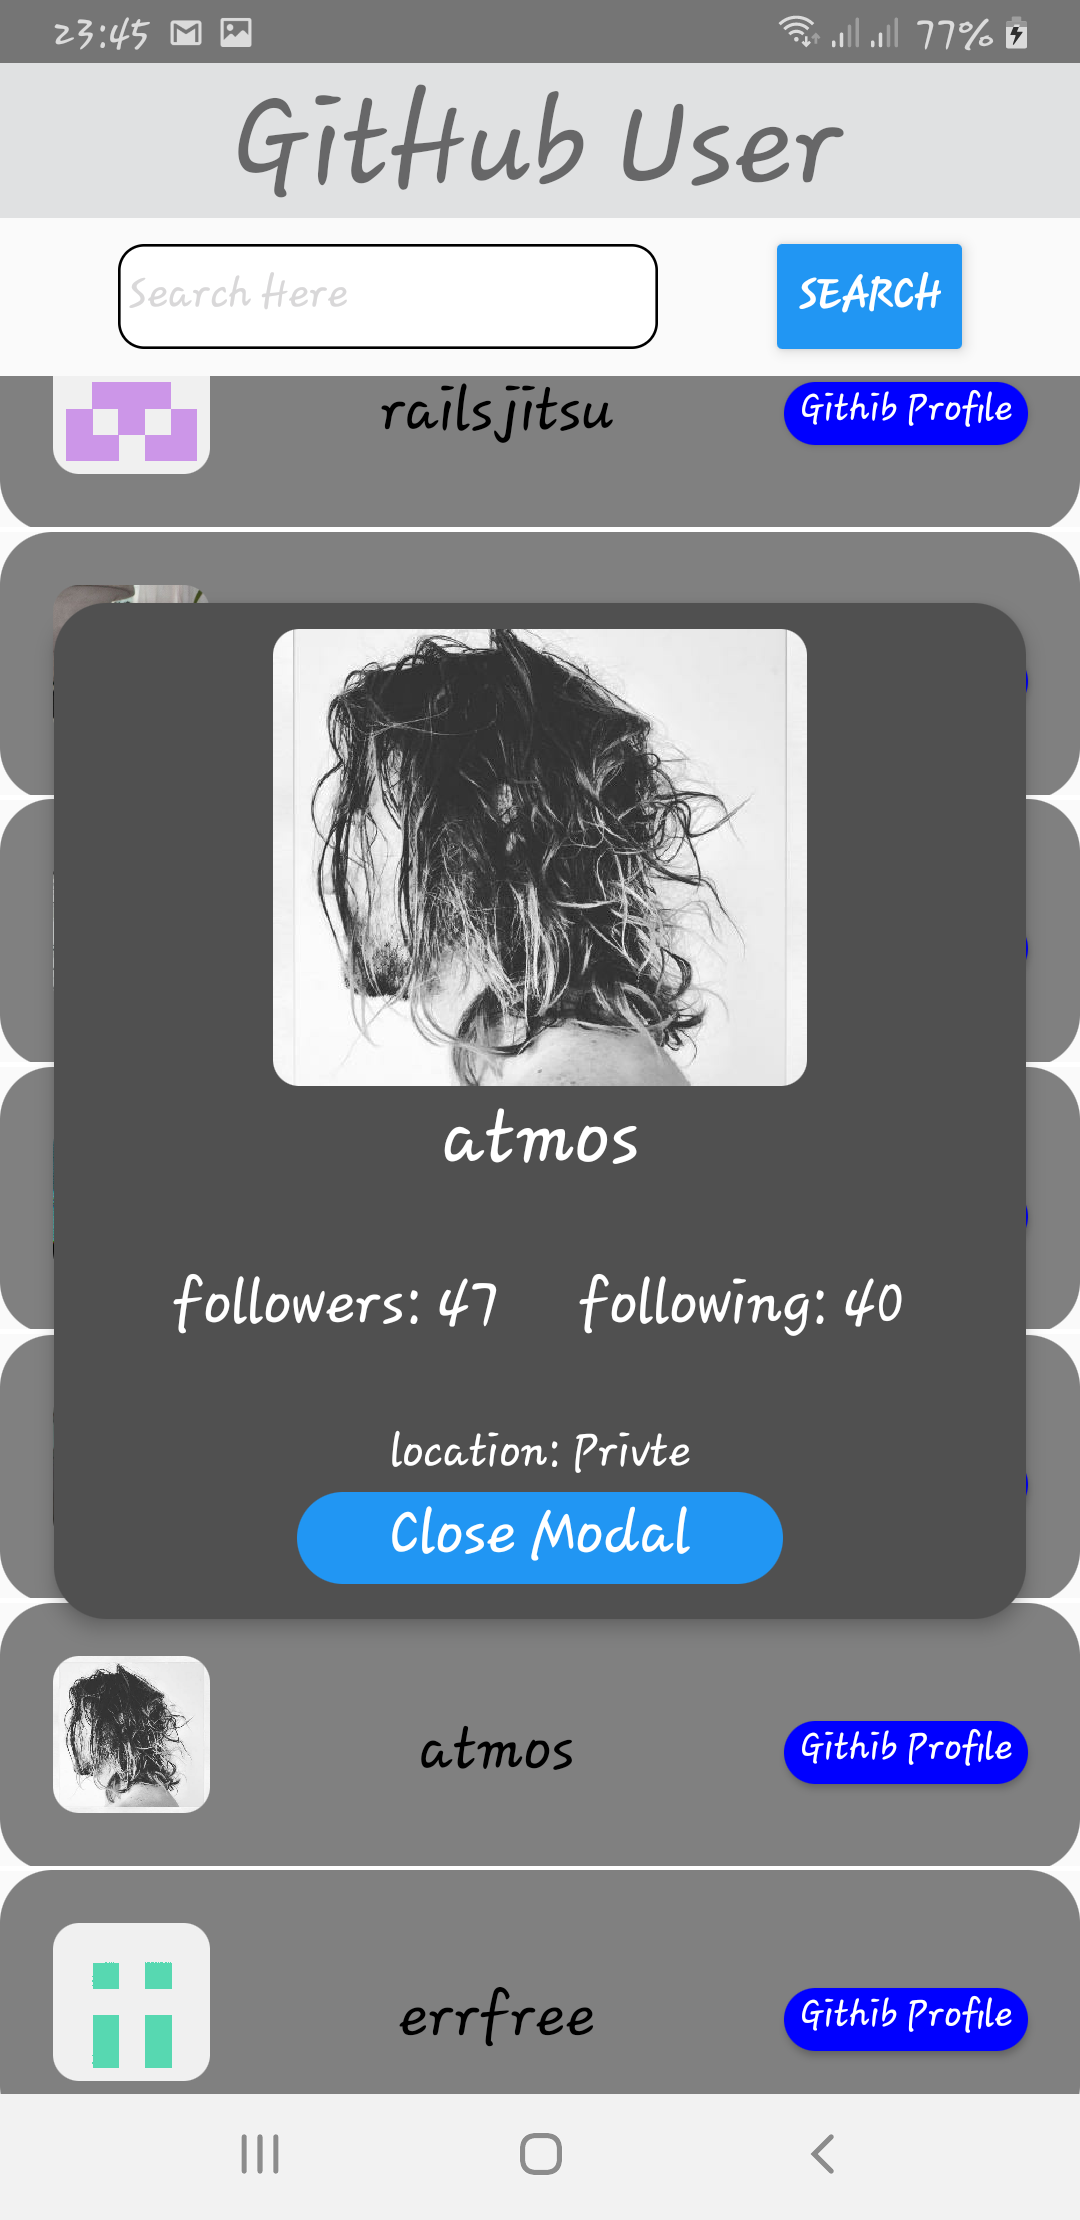 23:45 77%
GitHub User
Search Here SEARCH
railsjitsu Githib Profile
atmos
followers: 47 following: 40
location: Privte
Close Modal
atmos Githib Profile
errfree Githib Profile